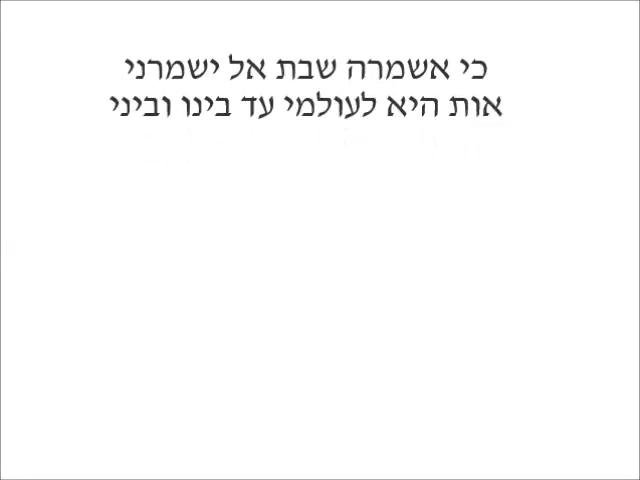 כי אשמרה שבת אל ישמרני
אות היא לעולמי עד בינו וביני